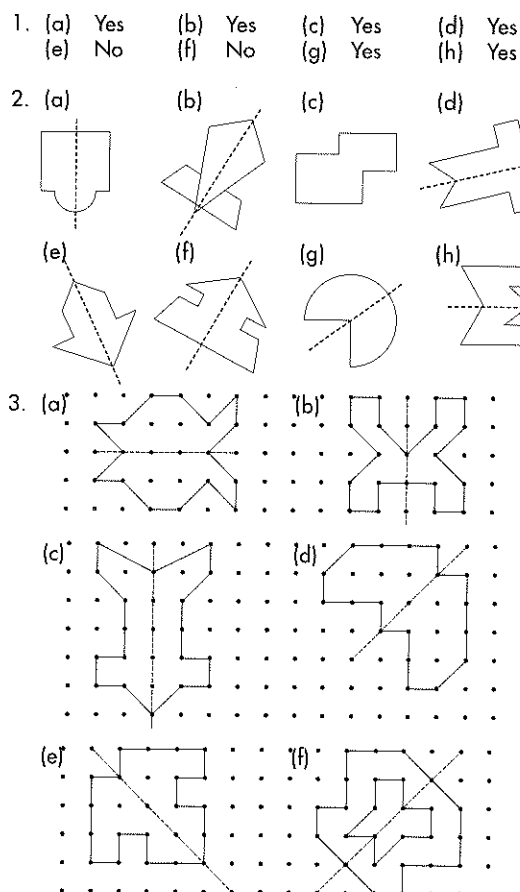 1. (a) Yes (b) Yes (c) Yes (d) Yes
(e) No (f) No (g) Yes (h) Yes
2. (a) (b) (c) (d)
(e) (f) (g) (h)
3. (a) (b)
(c) (d)
(e) (f)